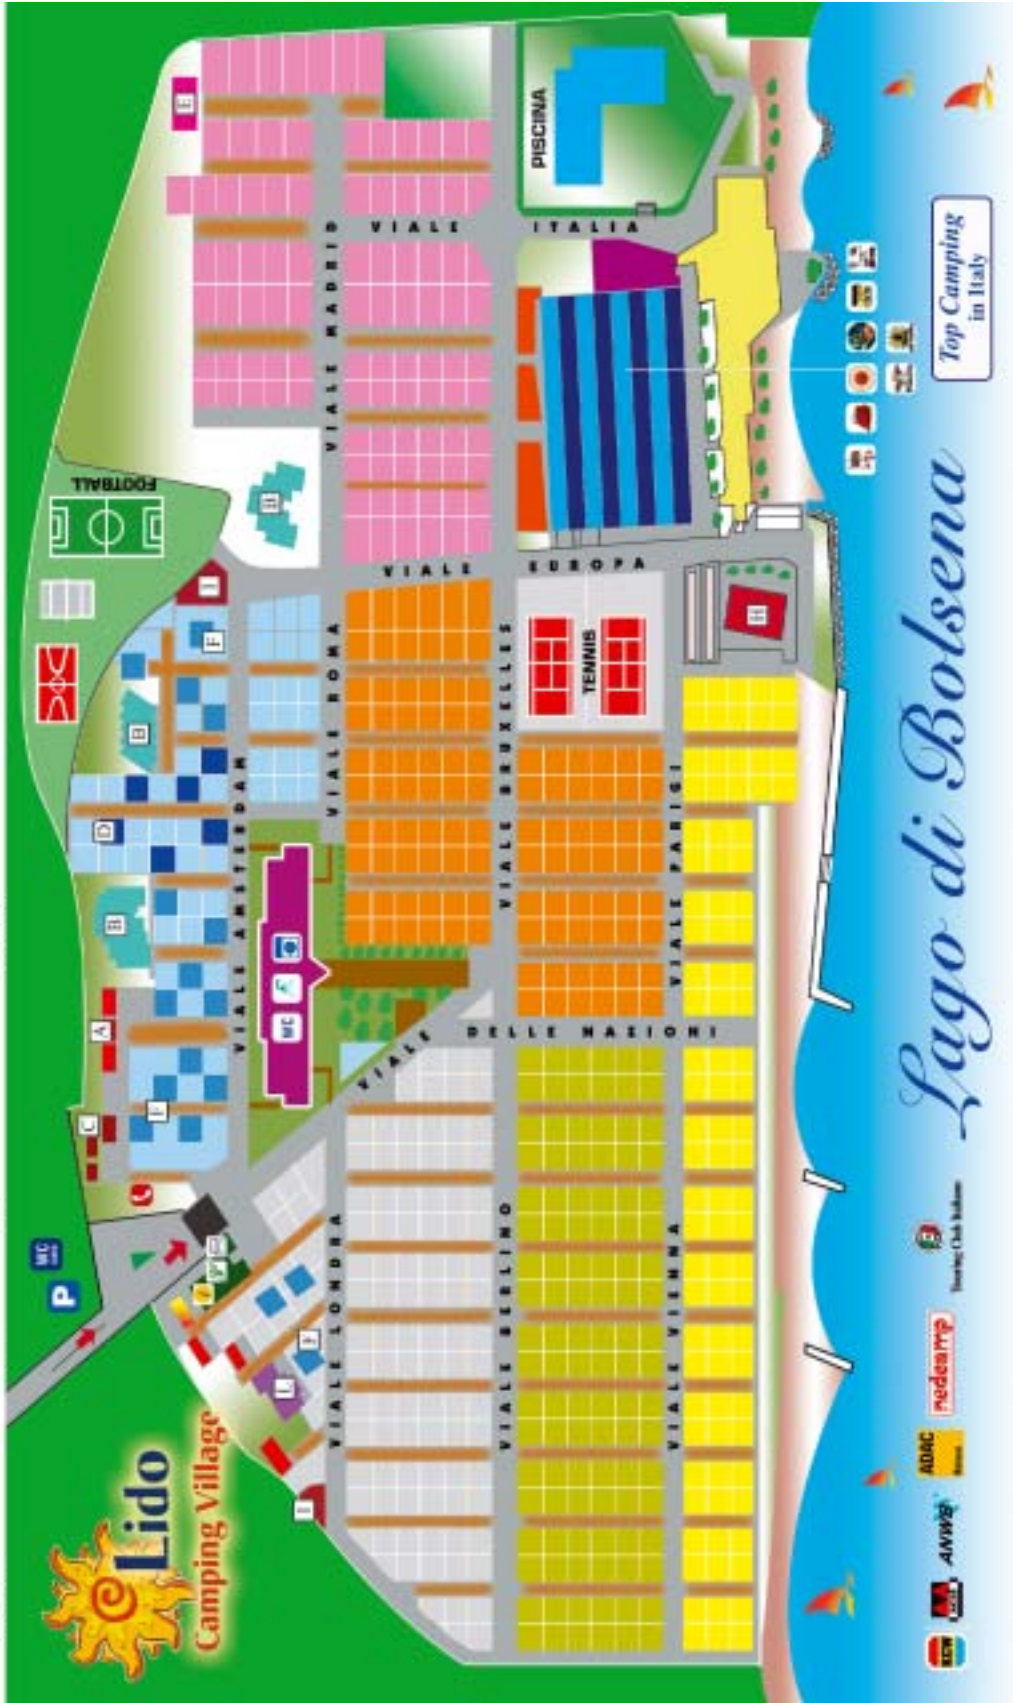 Lido
Camping Village
P
WC
C
A
B
D
B
F
J
FOOTBALL
B
E
F
i
L
F
I
WC
VIALE AMSTERDAM
VIALE LONDRA
VIALE ROMA
VIALE MADRID
VIALE DELLE NASIONI
VIALE EUROPA
VIALE ITALIA
VIALE BERLINO
VIALE BRUXELLES
TENNIS
PISCINA
VIALE VIENNA
VIALE PARIGI
H
ANWB
ADAC
Touring Club Italiano
Lago di Bolsena
Top Camping
in Italy